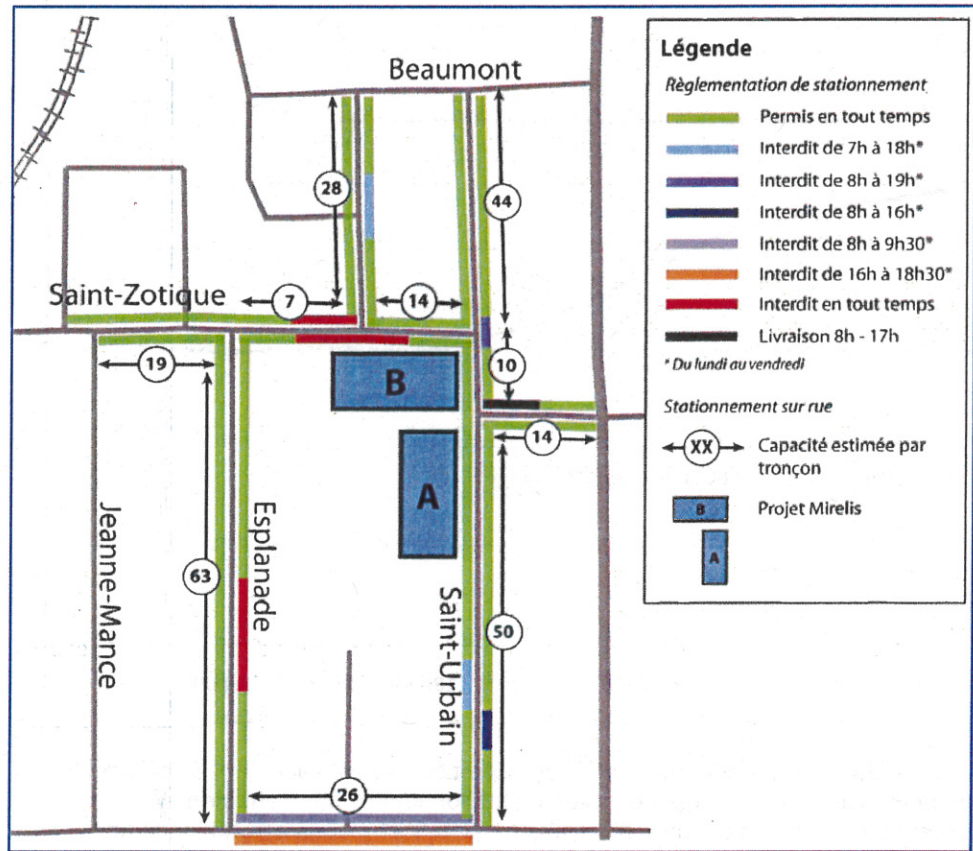 Beaumont
28
44
Saint-Zotique
7
14
19
10
B
14
A
Jeanne-Mance
Esplanade
Saint-Urbain
63
50
26
Légende
Règlementation de stationnement
Permis en tout temps
Interdit de 7h à 18h*
Interdit de 8h à 19h*
Interdit de 8h à 16h*
Interdit de 8h à 9h30*
Interdit de 16h à 18h30*
Interdit en tout temps
Livraison 8h - 17h
* Du lundi au vendredi
Stationnement sur rue
XX Capacité estimée par
tronçon
B Projet Mirelis
A